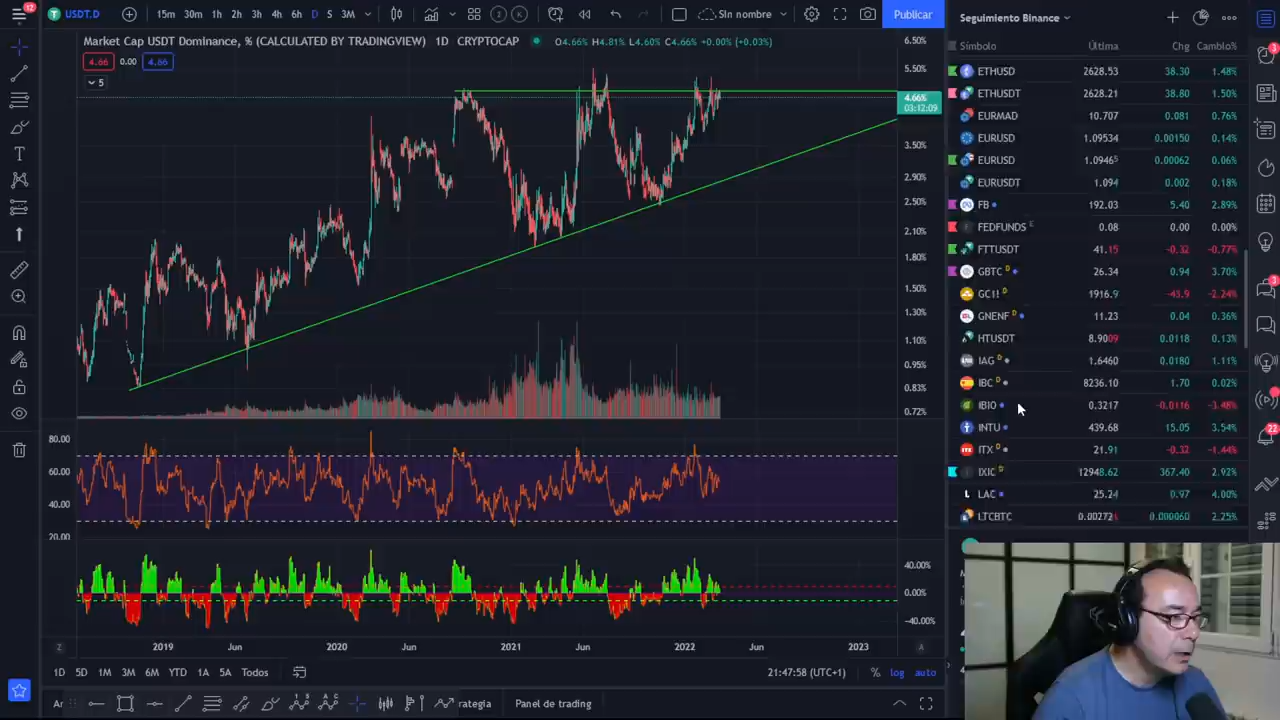 12
USDT.D
15m 30m 1h 2h 3h 4h 6h D S 3M
Sin nombre
Publicar
Market Cap USDT Dominance, % (CALCULATED BY TRADINGVIEW) 1D CRYPTOCAP
O4.66% H4.81% L4.60% C4.66% +0.00% (+0.03%)
4.66 0.00 4.66
5
6.50%
5.50%
4.66%
03:12:09
3.50%
2.90%
2.50%
2.10%
1.80%
1.50%
1.30%
1.10%
0.95%
0.83%
0.72%
80.00
60.00
40.00
20.00
40.00%
0.00%
-40.00%
2019 Jun 2020 Jun 2021 Jun 2022 Jun 2023
Z
A
1D 5D 1M 3M 6M YTD 1A 5A Todos
21:47:58 (UTC+1)
% log auto
rategia
Panel de trading
Seguimiento Binance
Símbolo Última Chg Cambio%
ETHUSD 2628.53 38.30 1.48%
ETHUSDT 2628.21 38.80 1.50%
EURMAD 10.707 0.081 0.76%
EURUSD 1.09534 0.00150 0.14%
EURUSD 1.09465 0.00062 0.06%
EURUSDT 1.094 0.002 0.18%
FB 192.03 5.40 2.89%
FEDFUNDS E 0.08 0.00 0.00%
FTTUSDT 41.15 -0.32 -0.77%
GBTC D 26.34 0.94 3.70%
GC1! D 1916.9 -43.9 -2.24%
GNENF D 11.23 0.04 0.36%
HTUSDT 8.9009 0.0118 0.13%
IAG D 1.6460 0.0180 1.11%
IBC D 8236.10 1.70 0.02%
IBIO 0.3217 -0.0116 -3.48%
INTU 439.68 15.05 3.54%
ITX D 21.91 -0.32 -1.44%
IXIC D 12948.62 367.40 2.92%
LAC 25.24 0.97 4.00%
LTCBTC 0.002726 0.000060 2.25%
3
3
22